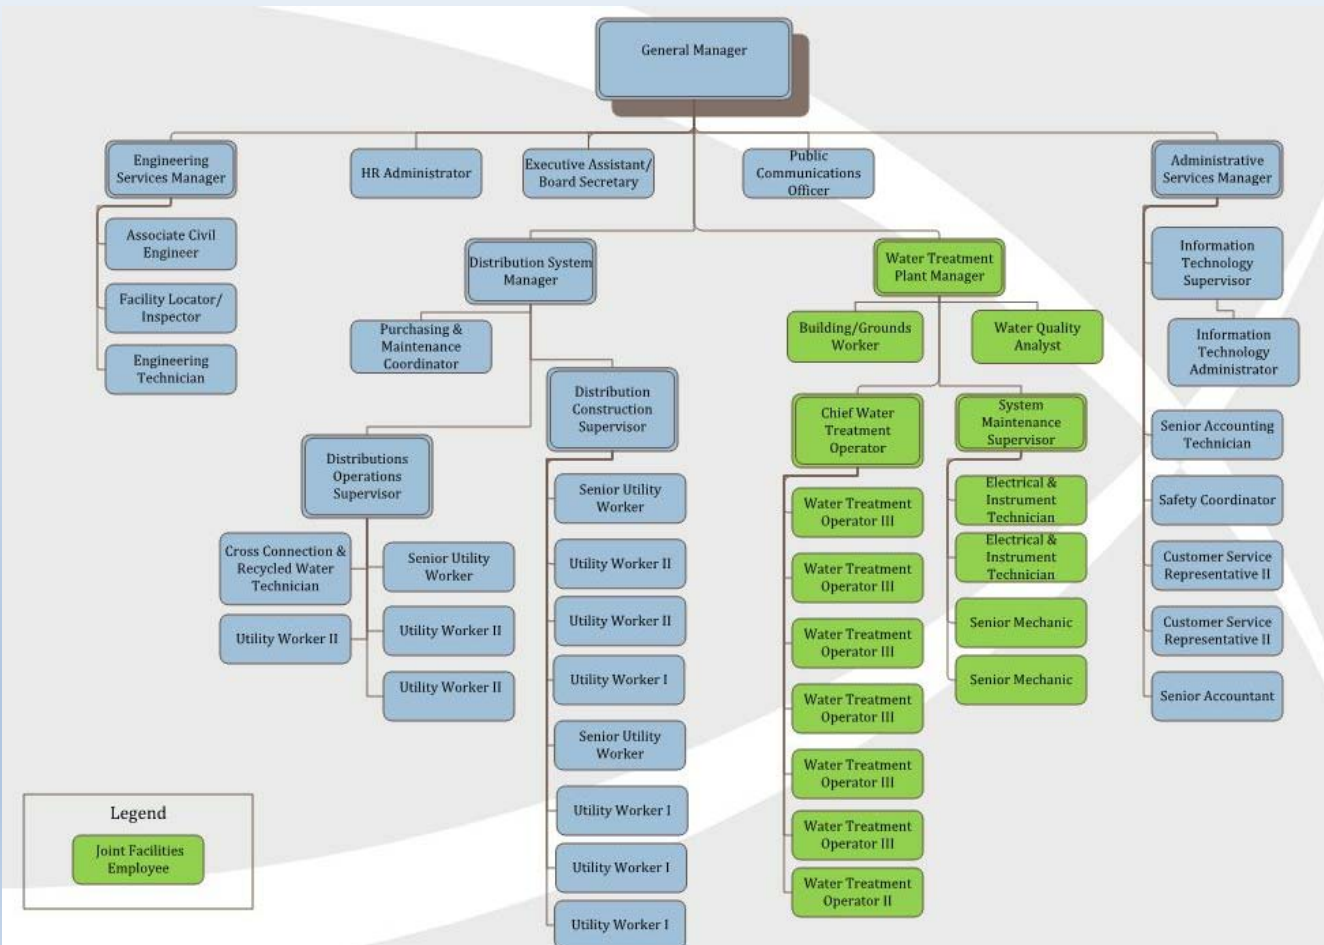 General Manager
Engineering
Services Manager
HR Administrator
Executive Assistant/
Board Secretary
Public
Communications
Officer
Administrative
Services Manager
Associate Civil
Engineer
Facility Locator/
Inspector
Engineering
Technician
Distribution System
Manager
Purchasing &
Maintenance
Coordinator
Distribution
Construction
Supervisor
Distributions
Operations
Supervisor
Cross Connection &
Recycled Water
Technician
Utility Worker II
Senior Utility
Worker
Utility Worker II
Utility Worker II
Senior Utility
Worker
Utility Worker II
Utility Worker II
Utility Worker I
Senior Utility
Worker
Utility Worker I
Utility Worker I
Utility Worker I
Water Treatment
Plant Manager
Building/Grounds
Worker
Water Quality
Analyst
Chief Water
Treatment
Operator
System
Maintenance
Supervisor
Water Treatment
Operator III
Water Treatment
Operator III
Water Treatment
Operator III
Water Treatment
Operator III
Water Treatment
Operator III
Water Treatment
Operator III
Water Treatment
Operator II
Electrical &
Instrument
Technician
Electrical &
Instrument
Technician
Senior Mechanic
Senior Mechanic
Information
Technology
Supervisor
Information
Technology
Administrator
Senior Accounting
Technician
Safety Coordinator
Customer Service
Representative II
Customer Service
Representative II
Senior Accountant
Legend
Joint Facilities
Employee